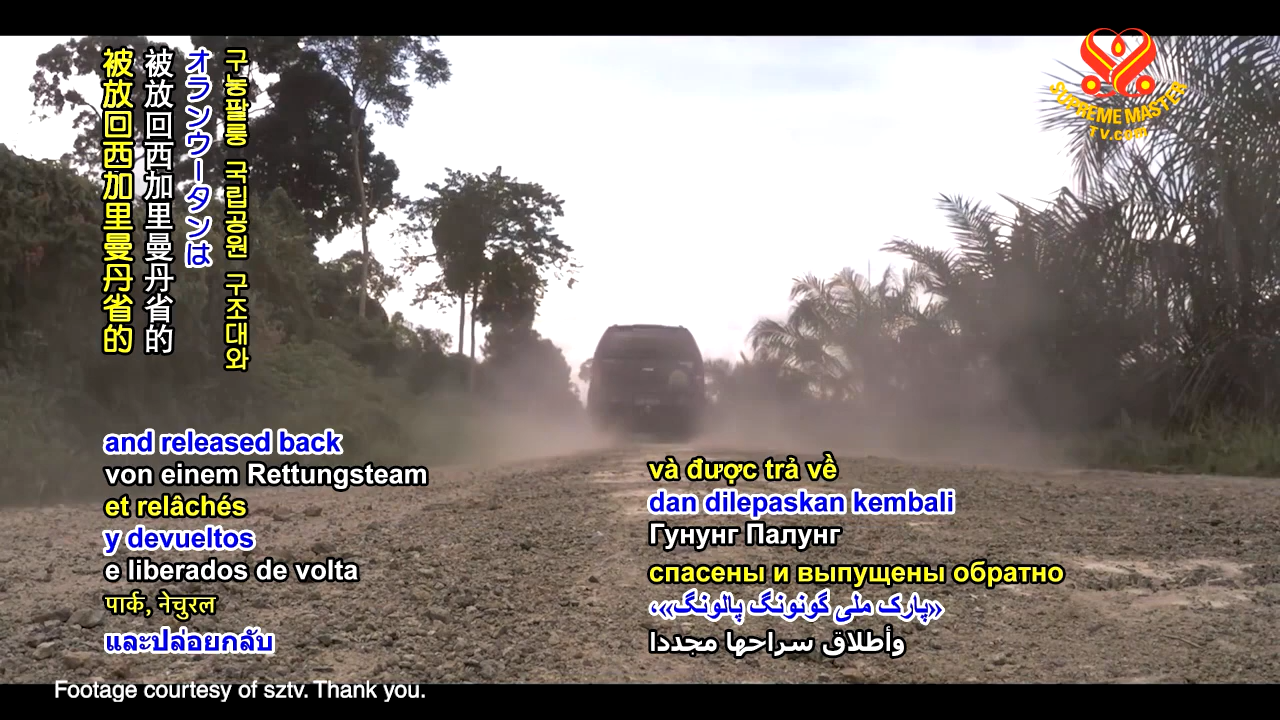 被放回西加里曼丹省的
被放回西加里曼丹省的
オランウータンは
구눙팔룽 국립공원 구조대와
SUPREME MASTER
TV.com
and released back
von einem Rettungsteam
et relâchés
y devueltos
e liberados de volta
पार्क, नेचुरल
และปล่อยกลับ
và được trả về
dan dilepaskan kembali
Гунунг Палунг
спасены и выпущены обратно
«پارک ملی گونونگ پالونگ»،
وأطلاق سراحها مجددا
Footage courtesy of sztv. Thank you.